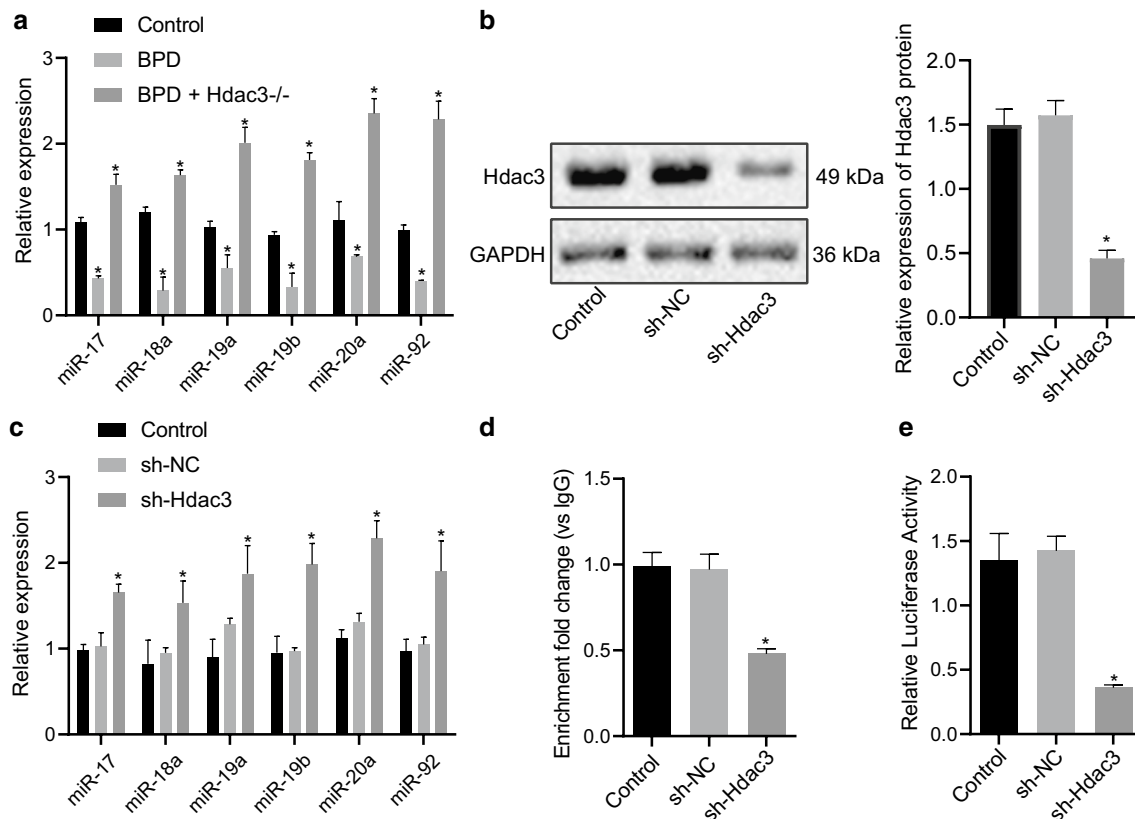 a
Control
BPD
BPD + Hdac3-/-
Relative expression
3
2
1
0
* * * * * * * * * * * *
miR-17 miR-18a miR-19a miR-19b miR-20a miR-92
b
Hdac3 49 kDa
GAPDH 36 kDa
Control sh-NC sh-Hdac3
Relative expression of Hdac3 protein
2.0
1.5
1.0
0.5
0.0
*
Control sh-NC sh-Hdac3
c
Control
sh-NC
sh-Hdac3
Relative expression
3
2
1
0
* * * * * *
miR-17 miR-18a miR-19a miR-19b miR-20a miR-92
d
Enrichment fold change (vs IgG)
1.5
1.0
0.5
0.0
*
Control sh-NC sh-Hdac3
e
Relative Luciferase Activity
2.0
1.5
1.0
0.5
0.0
*
Control sh-NC sh-Hdac3